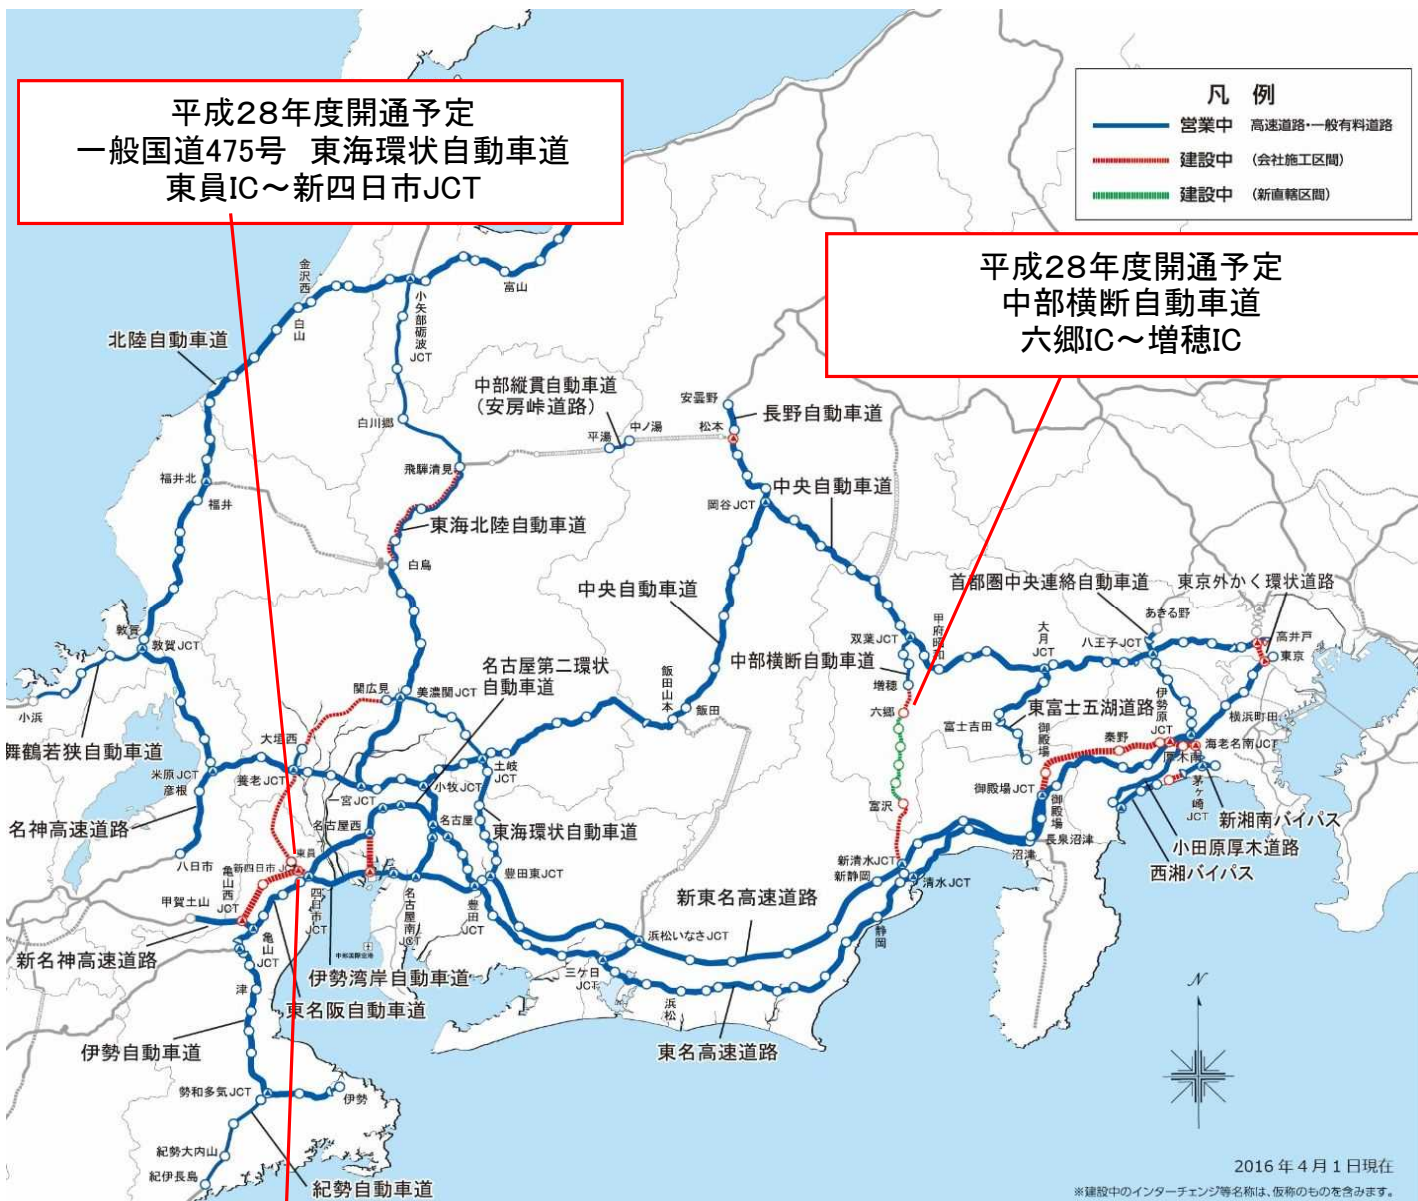 平成28年度開通予定
一般国道475号 東海環状自動車道
東員IC～新四日市JCT
凡 例
営業中 高速道路・一般有料道路
建設中 (会社施工区間)
建設中 (新直轄区間)
平成28年度開通予定
中部横断自動車道
六郷IC～増穂IC
金沢西
白山
富山
小矢部砺波JCT
北陸自動車道
中部縦貫自動車道
(安房峠道路)
平湯
中ノ湯
安曇野
松本
長野自動車道
白川郷
飛騨清見
福井北
福井
東海北陸自動車道
白鳥
岡谷JCT
中央自動車道
中央自動車道
首都圏中央連絡自動車道
東京外かく環状道路
あきる野
高井戸
東京
八王子JCT
大月JCT
甲府昭和
双葉JCT
中部横断自動車道
増穂
六郷
敦賀
敦賀JCT
小浜
舞鶴若狭自動車道
名古屋第二環状
自動車道
関広見
美濃関JCT
飯田山本
飯田
富士吉田
東富士五湖道路
御殿場
秦野
伊勢原JCT
横浜町田
海老名南JCT
厚木南
茅ヶ崎JCT
新湘南バイパス
小田原厚木道路
西湘バイパス
大垣西
養老JCT
米原JCT
彦根
名神高速道路
一宮JCT
小牧JCT
土岐JCT
名古屋西
名古屋
東海環状自動車道
富沢
御殿場JCT
御殿場
長泉沼津
沼津
新清水JCT
新静岡
清水JCT
静岡
八日市
東員
新四日市JCT
亀山西JCT
四日市JCT
甲賀土山
新名神高速道路
亀山JCT
名古屋南JCT
豊田JCT
豊田東JCT
新東名高速道路
浜松いなさJCT
三ケ日JCT
浜松
東名高速道路
中部国際空港
伊勢湾岸自動車道
東名阪自動車道
津
伊勢自動車道
勢和多気JCT
伊勢
紀勢大内山
紀伊長島
紀勢自動車道
N
2016年4月1日現在
※建設中のインターチェンジ等名称は、仮称のものを含みます。